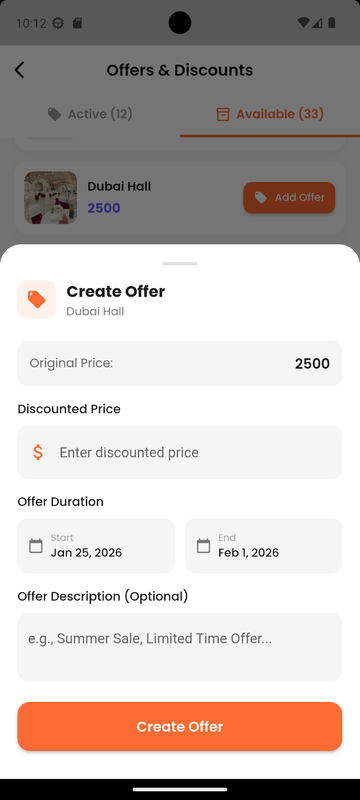 10:12
Offers & Discounts
Active (12)
Available (33)
Dubai Hall
2500
Add Offer
Create Offer
Dubai Hall
Original Price:
2500
Discounted Price
$
Enter discounted price
Offer Duration
Start
Jan 25, 2026
End
Feb 1, 2026
Offer Description (Optional)
e.g., Summer Sale, Limited Time Offer...
Create Offer